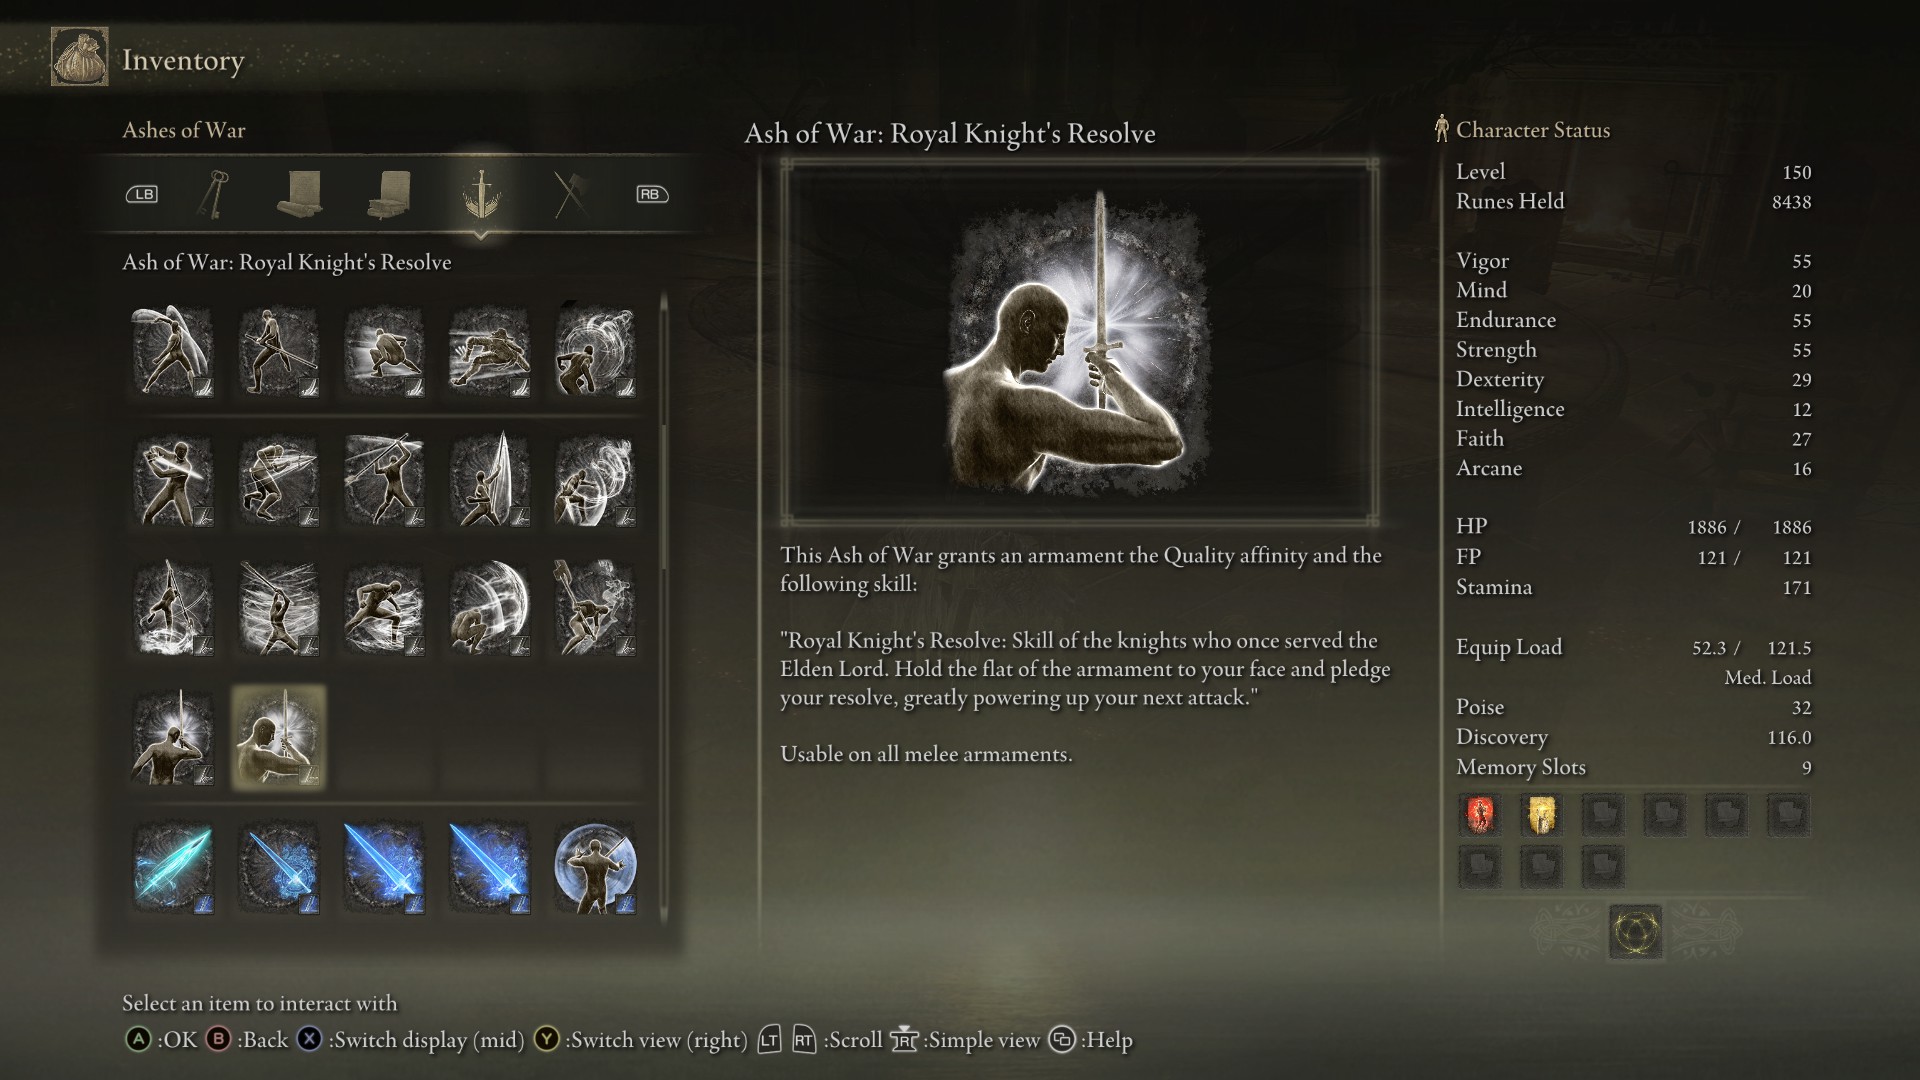 Inventory
Ashes of War
LB
RB
Ash of War: Royal Knight's Resolve
Ash of War: Royal Knight's Resolve
This Ash of War grants an armament the Quality affinity and the
following skill:
"Royal Knight's Resolve: Skill of the knights who once served the
Elden Lord. Hold the flat of the armament to your face and pledge
your resolve, greatly powering up your next attack."
Usable on all melee armaments.
Character Status
Level 150
Runes Held 8438
Vigor 55
Mind 20
Endurance 55
Strength 55
Dexterity 29
Intelligence 12
Faith 27
Arcane 16
HP 1886 / 1886
FP 121 / 121
Stamina 171
Equip Load 52.3 / 121.5
Med. Load
Poise 32
Discovery 116.0
Memory Slots 9
Select an item to interact with
A :OK B :Back X :Switch display (mid) Y :Switch view (right) LT RT :Scroll R :Simple view :Help